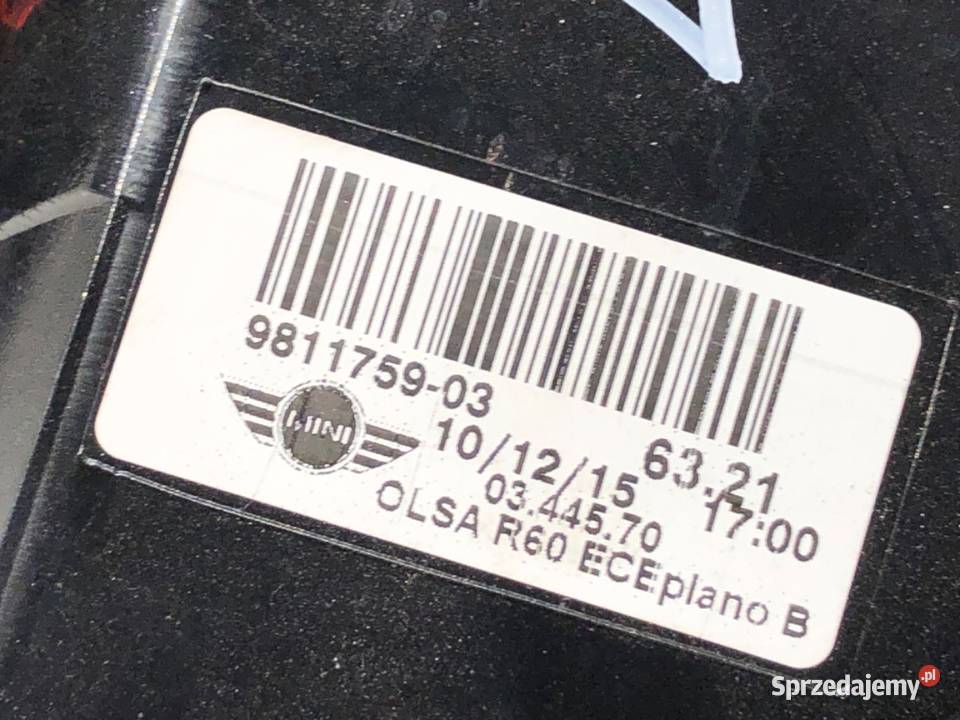 9811759-03
MINI
63.21
10/12/15 17:00
03.445.70
OLSA R60 ECEplano B
Sprzedajemy.pl